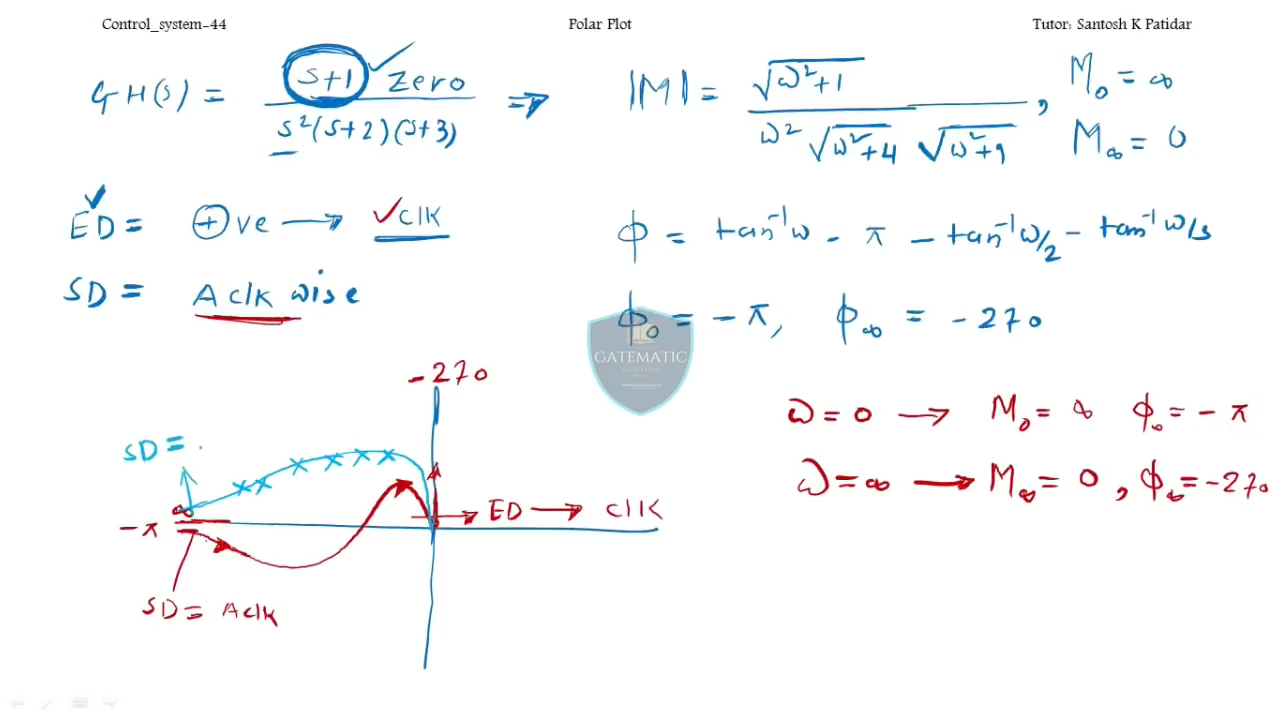 Control_system-44
Polar Plot
Tutor: Santosh K Patidar
GH(s) = s+1 zero / s²(s+2)(s+3) ⇒ |M| = √ω²+1 / ω² √ω²+4 √ω²+9 , M₀ = ∞
M∞ = 0
ED = +ve → ✓clk
SD = Aclk wise
ϕ = tan⁻¹ω - π - tan⁻¹ω/2 - tan⁻¹ω/3
ϕ₀ = -π, ϕ∞ = -270
GATEMATIC
EDUCATION
-270
SD =
∞
-π
ED → clk
SD = Aclk
ω = 0 → M₀ = ∞ ϕ₀ = -π
ω = ∞ → M∞ = 0, ϕ∞ = -270